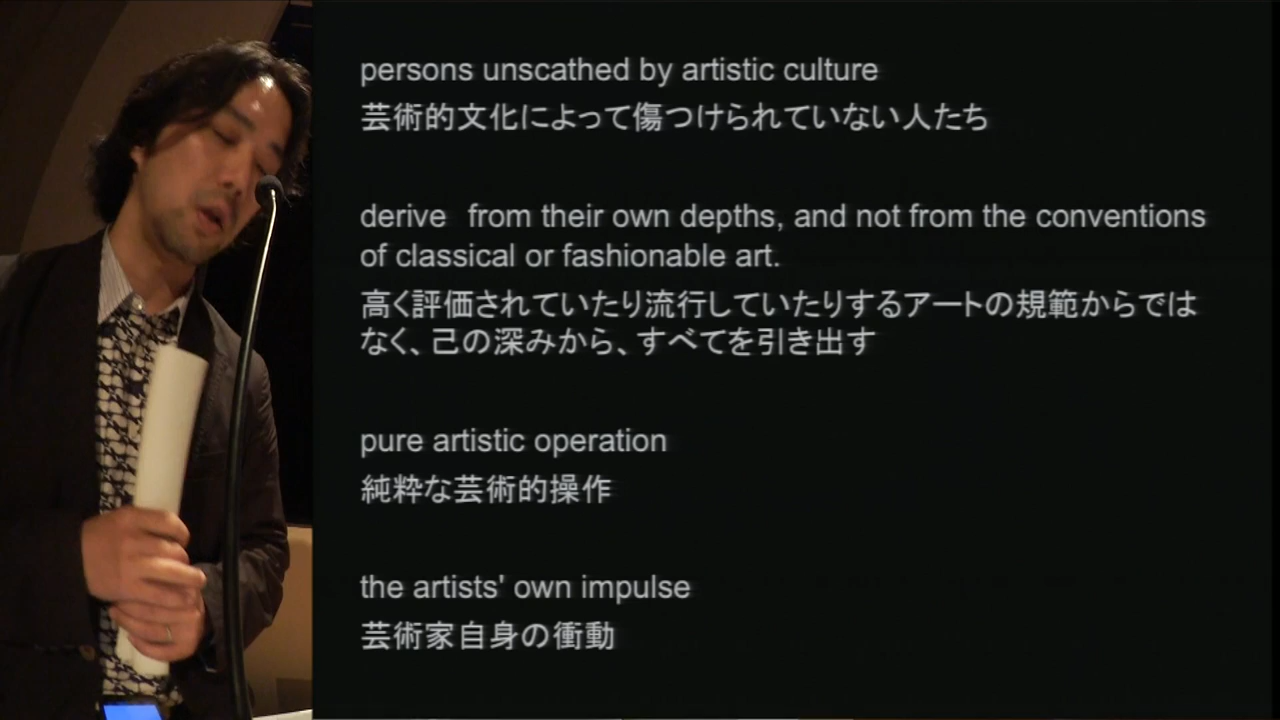 persons unscathed by artistic culture
芸術的文化によって傷つけられていない人たち
derive from their own depths, and not from the conventions
of classical or fashionable art.
高く評価されていたり流行していたりするアートの規範からでは
なく、己の深みから、すべてを引き出す
pure artistic operation
純粋な芸術的操作
the artists' own impulse
芸術家自身の衝動